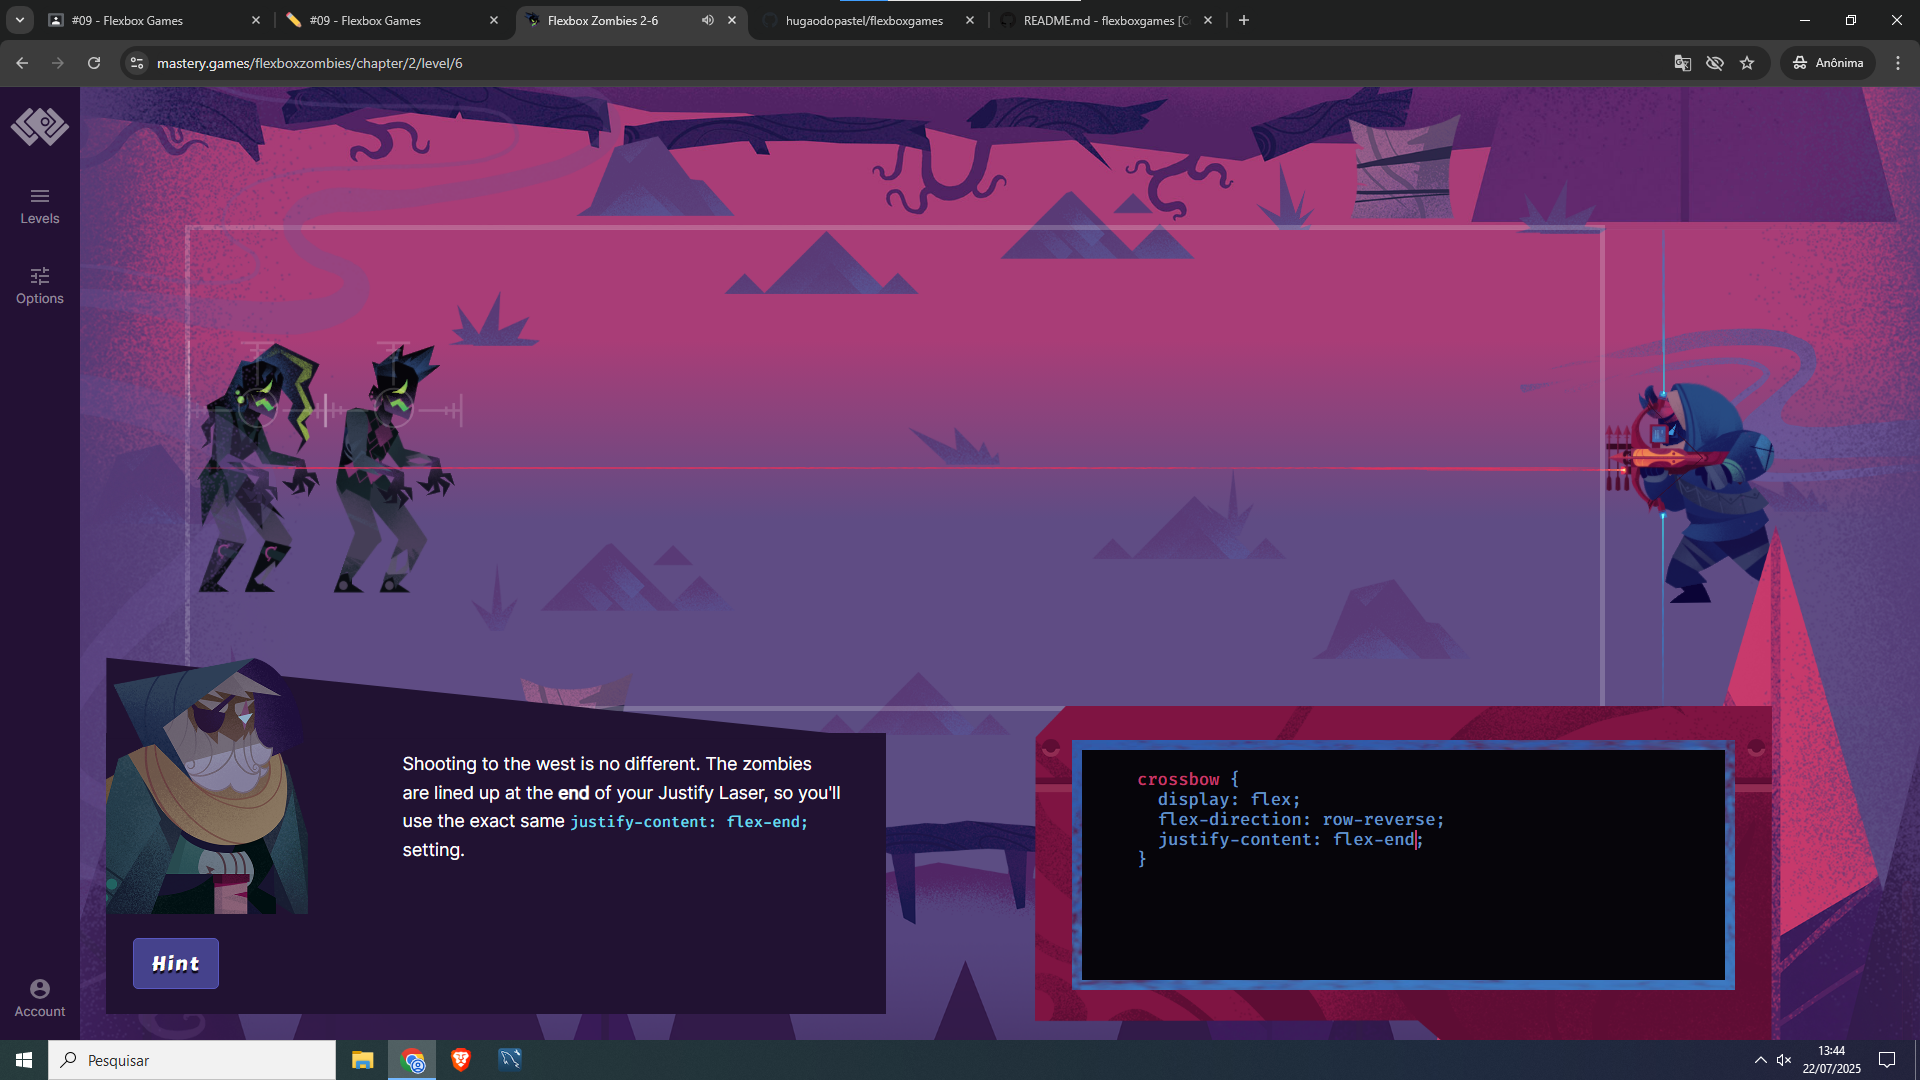 #09 - Flexbox Games
#09 - Flexbox Games
Flexbox Zombies 2-6
hugaodopastel/flexboxgames
README.md - flexboxgames [C
mastery.games/flexboxzombies/chapter/2/level/6
Anônima
Levels
Options
Shooting to the west is no different. The zombies
are lined up at the end of your Justify Laser, so you'll
use the exact same justify-content: flex-end;
setting.
Hint
crossbow {
display: flex;
flex-direction: row-reverse;
justify-content: flex-end;
}
Account
Pesquisar
13:44
22/07/2025